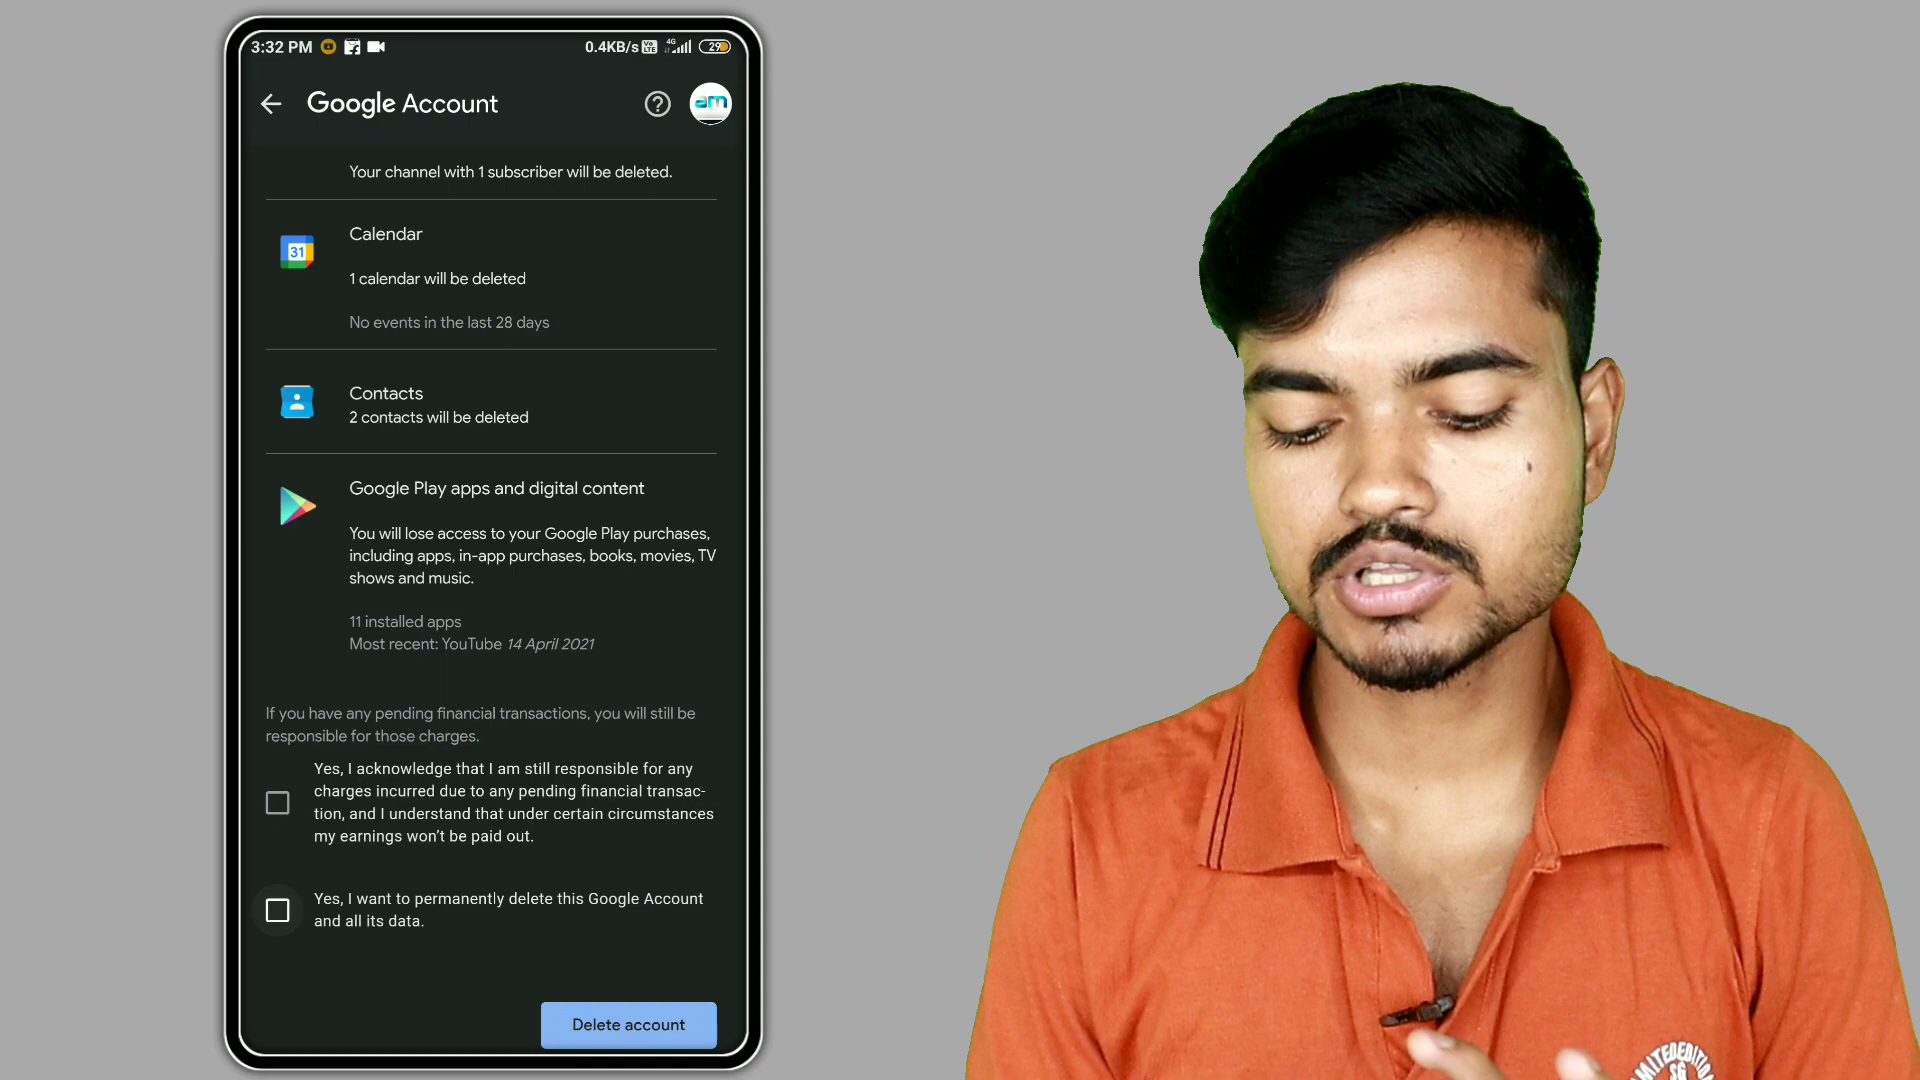 3:32 PM
0.4KB/s Vo LTE 4G 29
Google Account
am
Your channel with 1 subscriber will be deleted.
31
Calendar
1 calendar will be deleted
No events in the last 28 days
Contacts
2 contacts will be deleted
Google Play apps and digital content
You will lose access to your Google Play purchases,
including apps, in-app purchases, books, movies, TV
shows and music.
11 installed apps
Most recent: YouTube 14 April 2021
If you have any pending financial transactions, you will still be
responsible for those charges.
Yes, I acknowledge that I am still responsible for any
charges incurred due to any pending financial transac-
tion, and I understand that under certain circumstances
my earnings won't be paid out.
Yes, I want to permanently delete this Google Account
and all its data.
Delete account